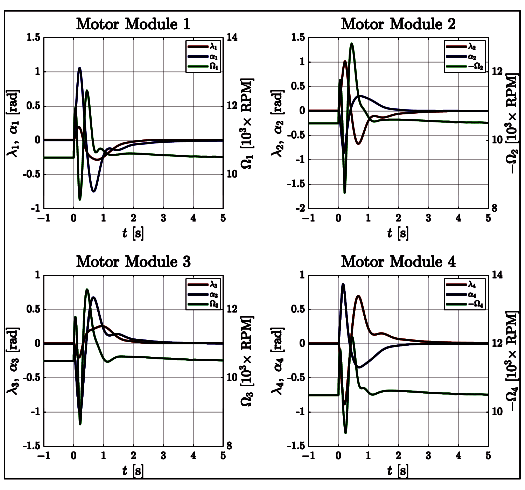 Motor Module 1
Motor Module 2
1.5
1
0.5
0
-0.5
-1
λ₁, α₁ [rad]
λ₁
α₁
Ω₁
14
12
10
Ω₁ [10³× RPM]
-1 0 1 2 3 4 5
t [s]
1.5
1
0.5
0
-0.5
-1
-1.5
-2
λ₂, α₂ [rad]
λ₂
α₂
-Ω₂
12
10
8
-Ω₂ [10³× RPM]
-1 0 1 2 3 4 5
t [s]
Motor Module 3
Motor Module 4
1
0.5
0
-0.5
-1
-1.5
λ₃, α₃ [rad]
λ₃
α₃
Ω₃
12
10
8
Ω₃ [10³× RPM]
-1 0 1 2 3 4 5
t [s]
1
0.5
0
-0.5
-1
-1.5
λ₄, α₄ [rad]
λ₄
α₄
-Ω₄
14
12
10
-Ω₄ [10³× RPM]
-1 0 1 2 3 4 5
t [s]